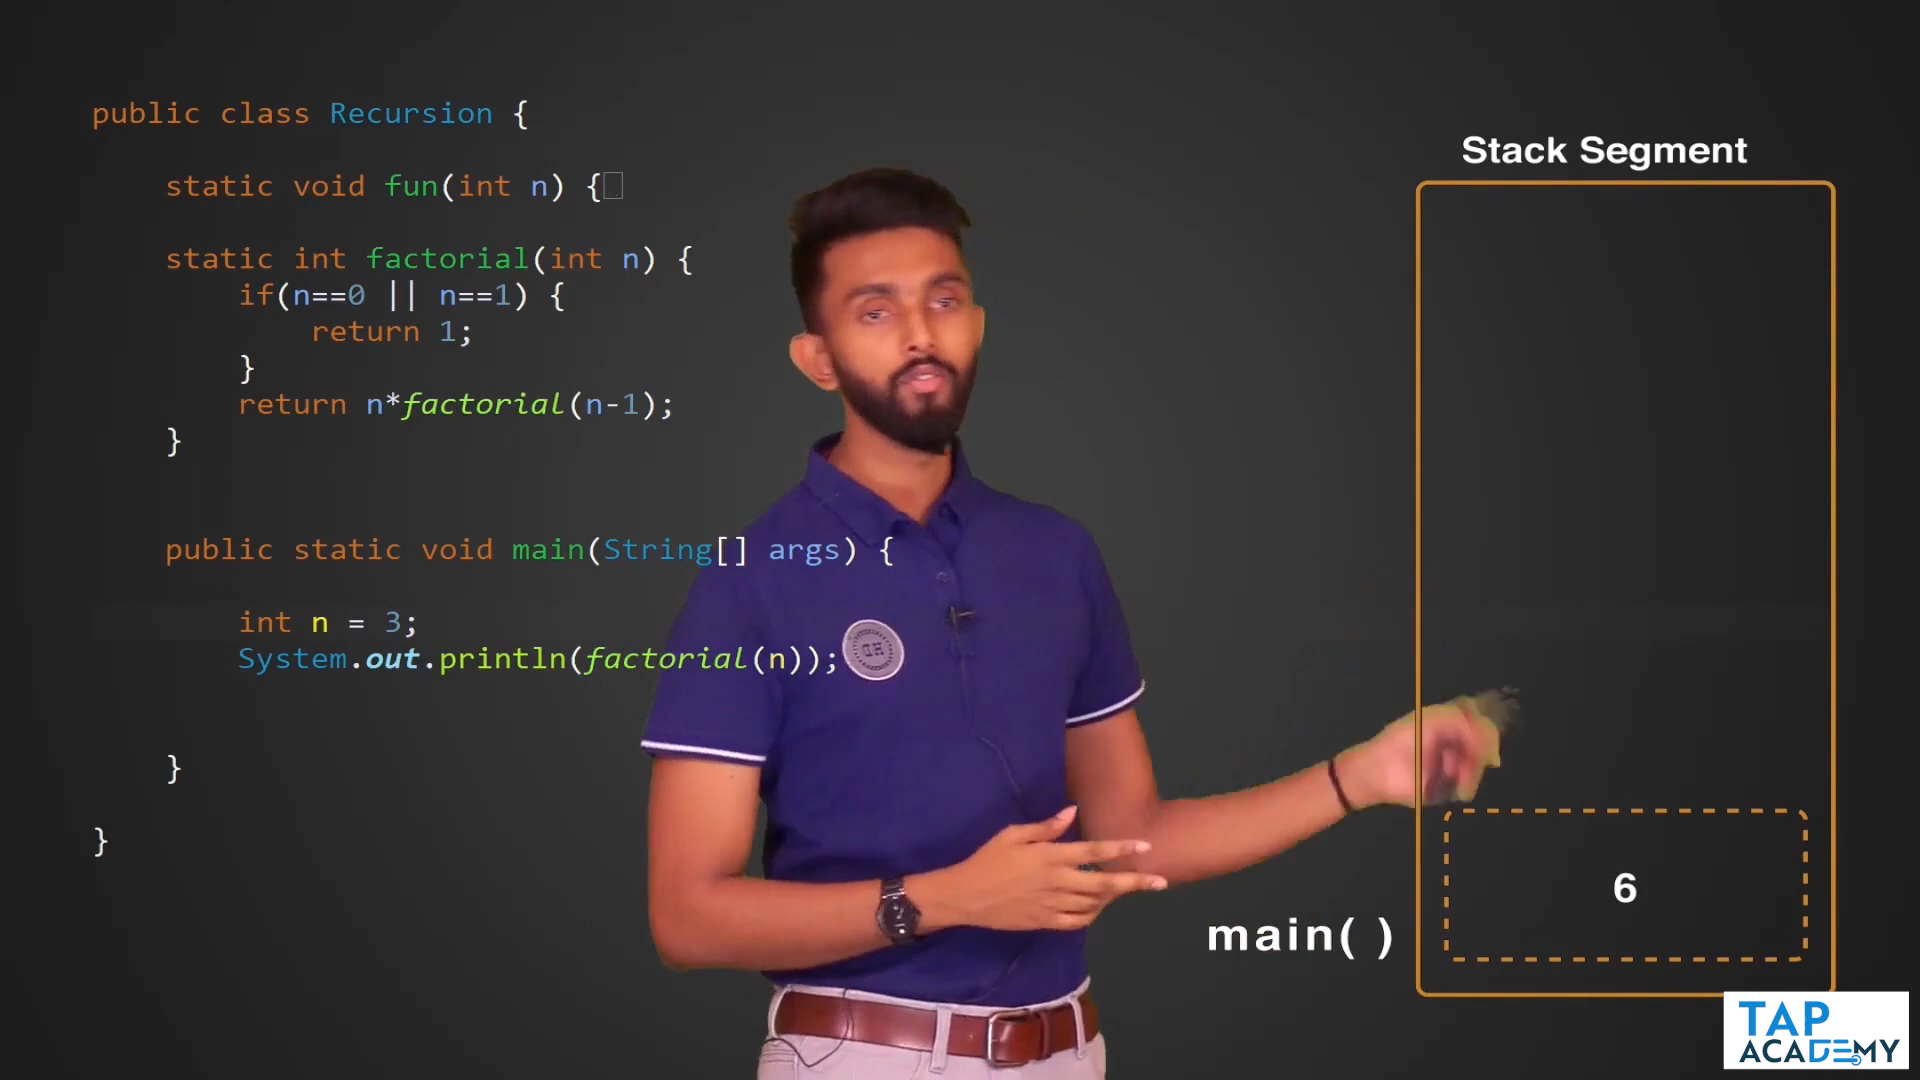 public class Recursion {
static void fun(int n) {
static int factorial(int n) {
if(n==0 || n==1) {
return 1;
}
return n*factorial(n-1);
}
public static void main(String[] args) {
int n = 3;
System.out.println(factorial(n));
}
}
Stack Segment
6
main( )
TAP
ACADEMY